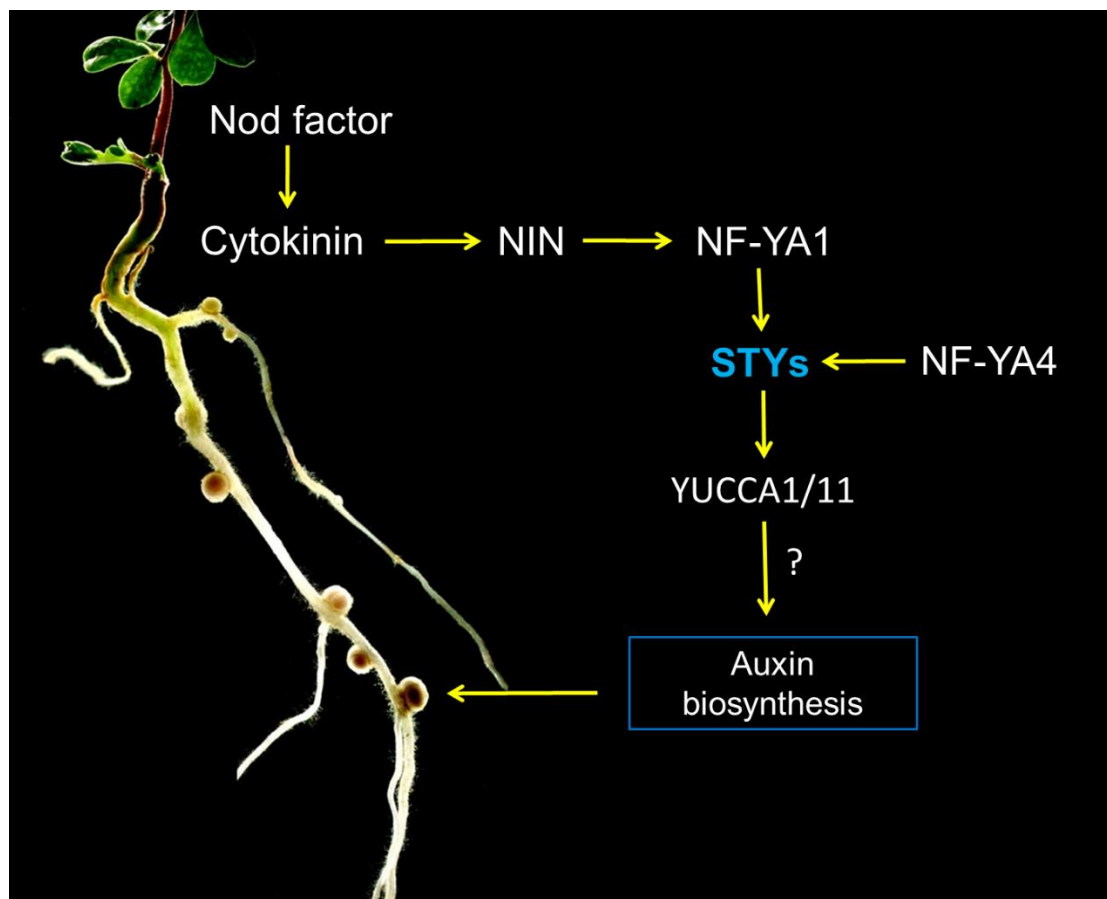 Nod factor
Cytokinin
NIN
NF-YA1
STYs
NF-YA4
YUCCA1/11
?
Auxin
biosynthesis